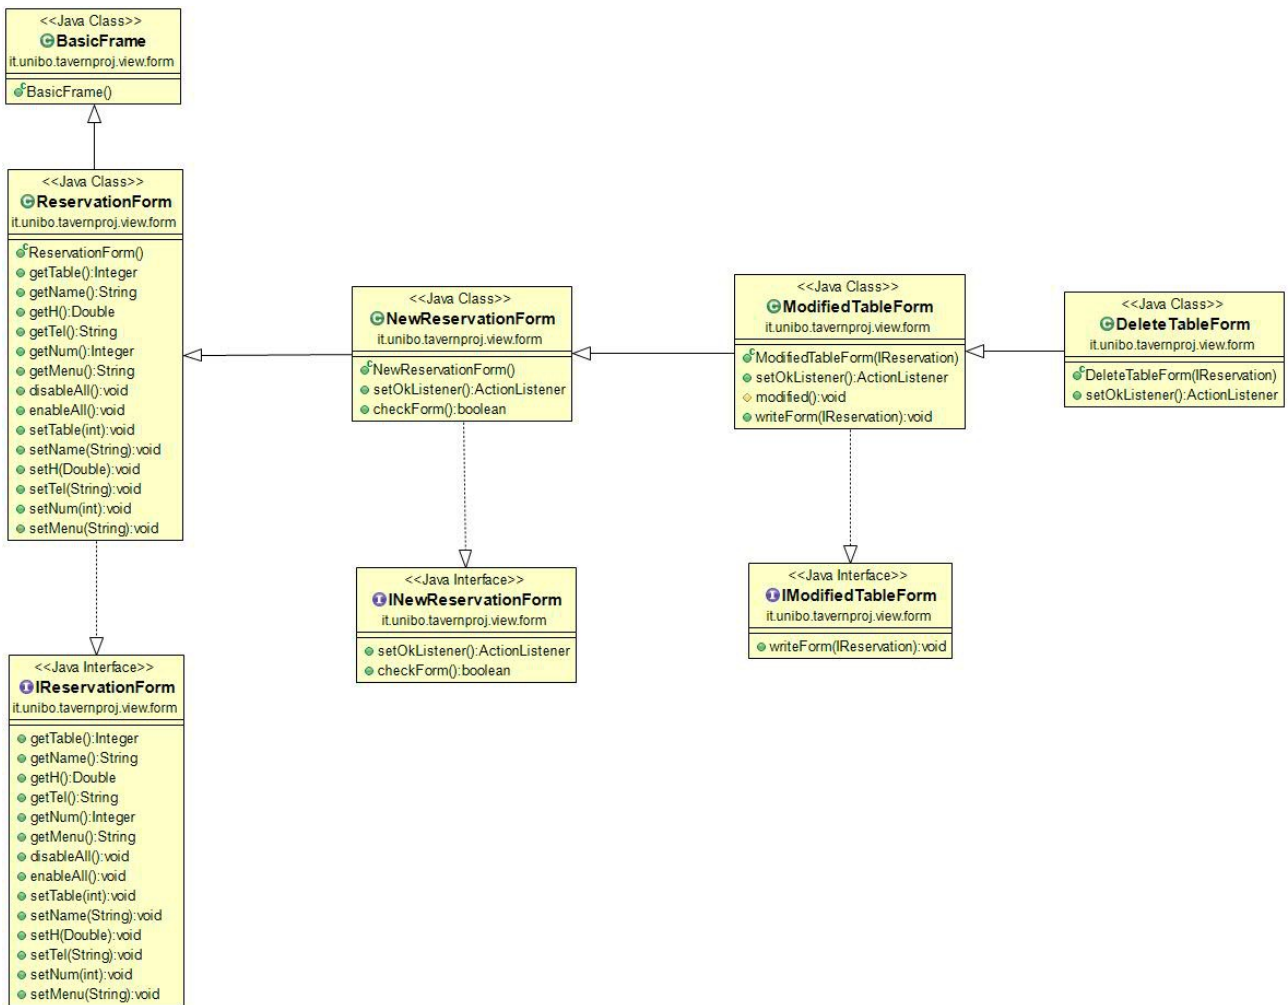 <<Java Class>>
BasicFrame
it.unibo.tavernproj.view.form
BasicFrame()
<<Java Class>>
ReservationForm
it.unibo.tavernproj.view.form
ReservationForm()
getTable():Integer
getName():String
getH():Double
getTel():String
getNum():Integer
getMenu():String
disableAll():void
enableAll():void
setTable(int):void
setName(String):void
setH(Double):void
setTel(String):void
setNum(int):void
setMenu(String):void
<<Java Class>>
NewReservationForm
it.unibo.tavernproj.view.form
NewReservationForm()
setOkListener():ActionListener
checkForm():boolean
<<Java Class>>
ModifiedTableForm
it.unibo.tavernproj.view.form
ModifiedTableForm(IReservation)
setOkListener():ActionListener
modified():void
writeForm(IReservation):void
<<Java Class>>
DeleteTableForm
it.unibo.tavernproj.view.form
DeleteTableForm(IReservation)
setOkListener():ActionListener
<<Java Interface>>
IReservationForm
it.unibo.tavernproj.view.form
getTable():Integer
getName():String
getH():Double
getTel():String
getNum():Integer
getMenu():String
disableAll():void
enableAll():void
setTable(int):void
setName(String):void
setH(Double):void
setTel(String):void
setNum(int):void
setMenu(String):void
<<Java Interface>>
INewReservationForm
it.unibo.tavernproj.view.form
setOkListener():ActionListener
checkForm():boolean
<<Java Interface>>
IModifiedTableForm
it.unibo.tavernproj.view.form
writeForm(IReservation):void